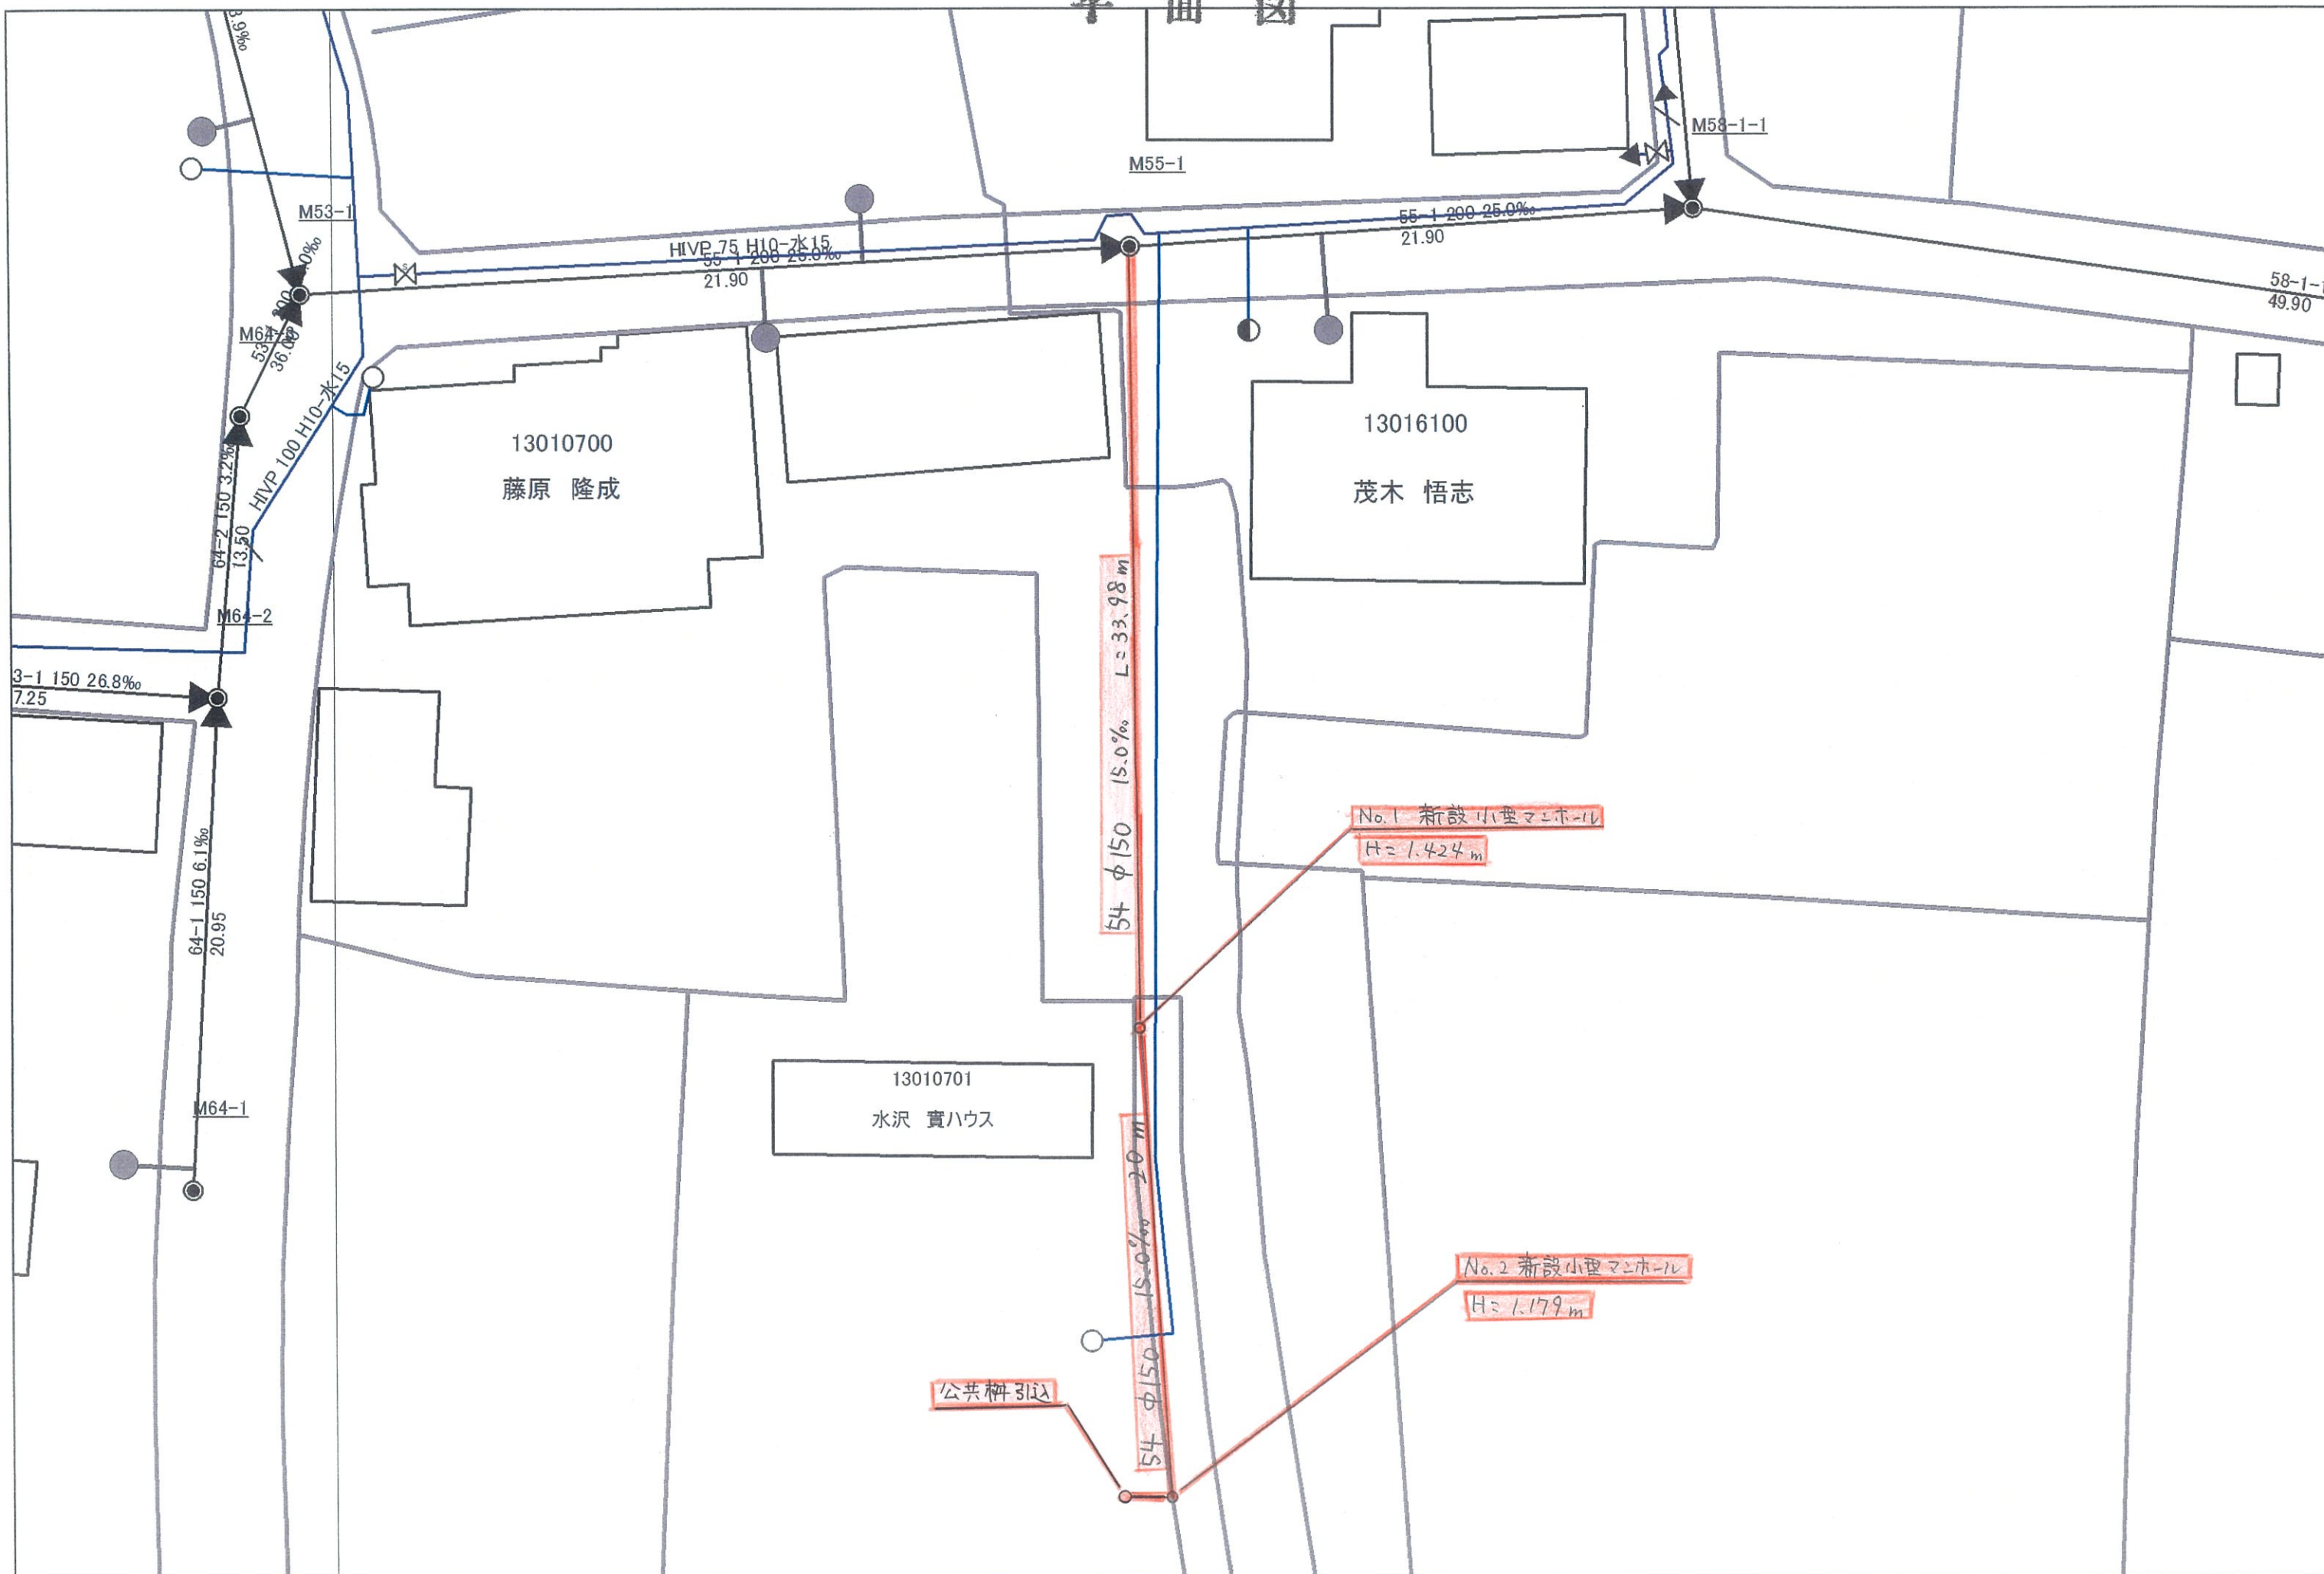 平 面 図
3.9‰
M53-1
M55-1
M58-1-1
HIVP 75 H10-水15
55-1 200 25.0‰
21.90
55-1 200 25.0‰
21.90
58-1-1
49.90
M64-3
36.00
HIVP 100 H10-水15
64-2 150 3.2‰
13.50
M64-2
3-1 150 26.8‰
7.25
64-1 150 6.1‰
20.95
M64-1
13010700
藤原 隆成
13016100
茂木 悟志
54 φ150 15.0‰ L=33.98m
No.1 新設小型マンホール
H=1.424m
13010701
水沢 實ハウス
54 φ150 15.0‰ 20m
No.2 新設小型マンホール
H=1.179m
公共桝引込